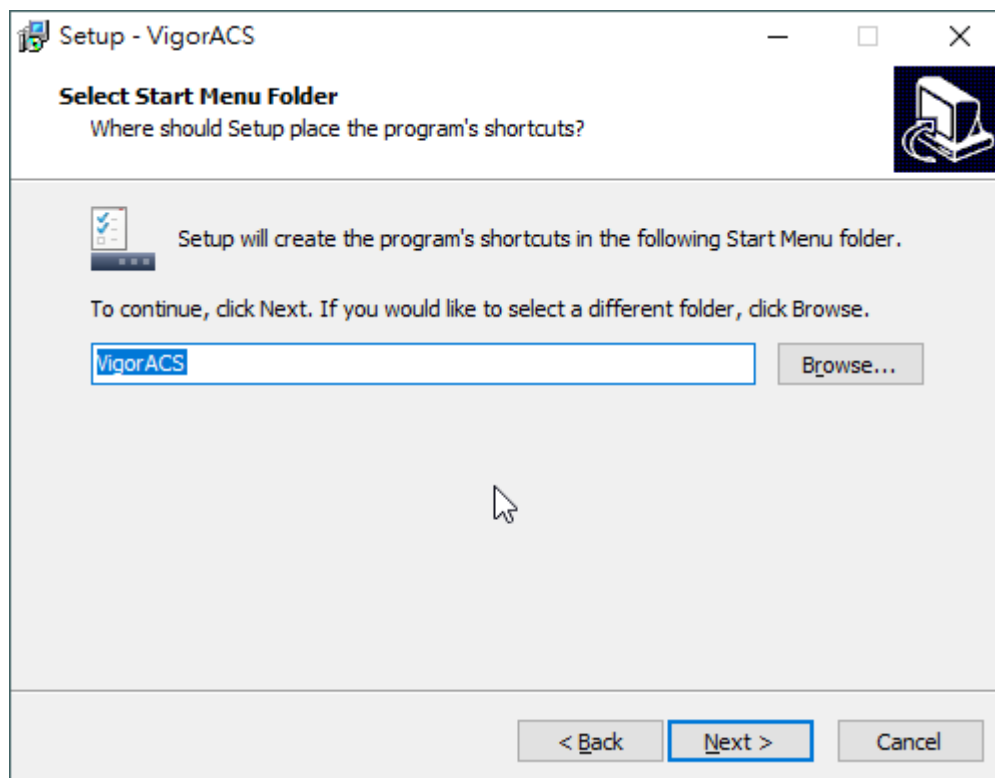 Setup - VigorACS
Select Start Menu Folder
Where should Setup place the program's shortcuts?
Setup will create the program's shortcuts in the following Start Menu folder.
To continue, click Next. If you would like to select a different folder, click Browse.
VigorACS
Browse...
< Back
Next >
Cancel